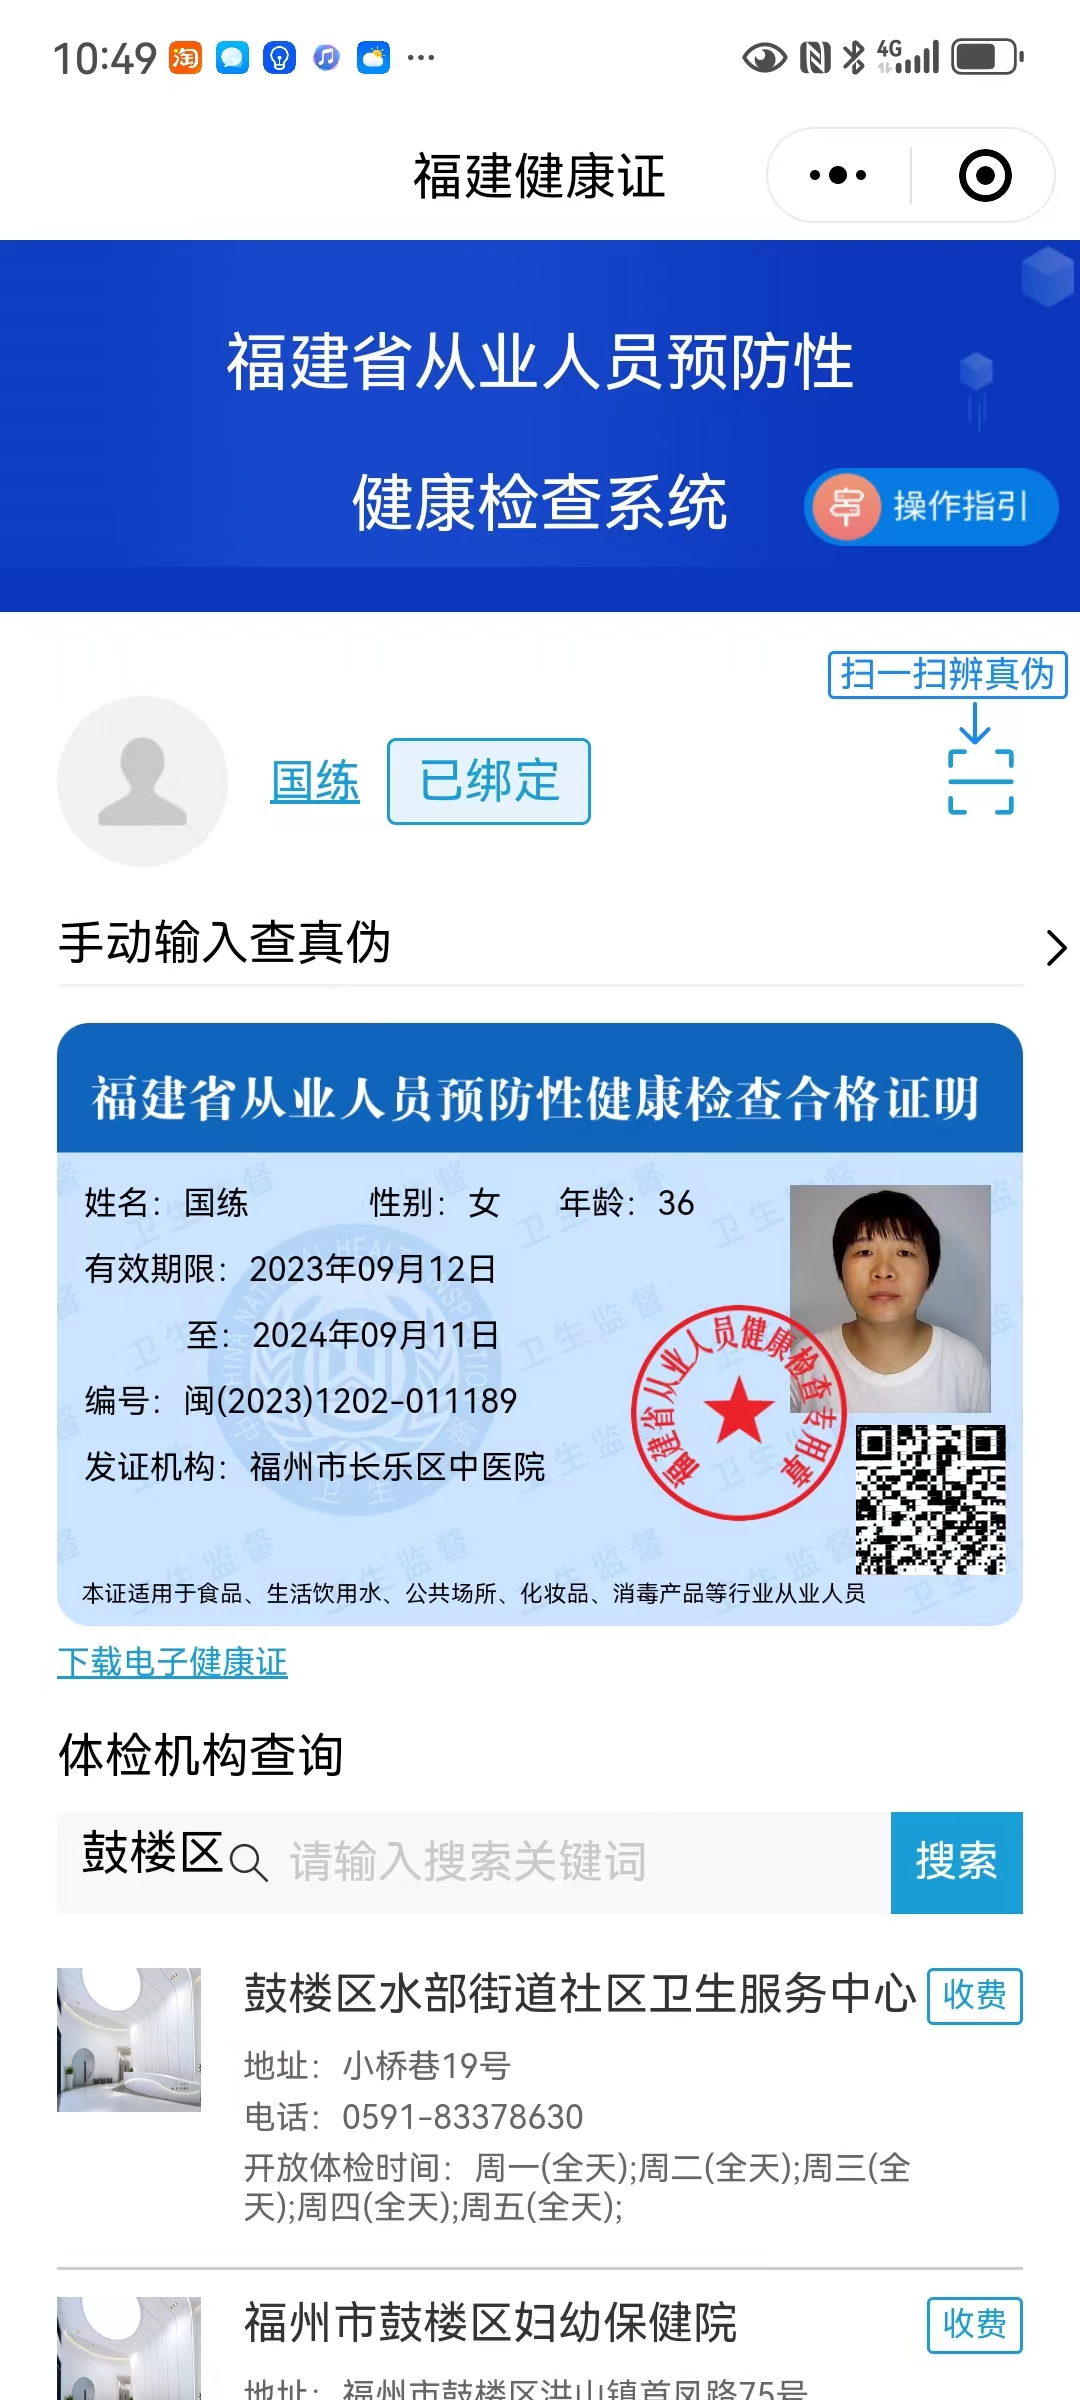 10:49 淘 ···
4G
福建健康证
福建省从业人员预防性
健康检查系统
操作指引
扫一扫辨真伪
国练 已绑定
手动输入查真伪
福建省从业人员预防性健康检查合格证明
姓名：国练 性别：女 年龄：36
有效期限：2023年09月12日
至：2024年09月11日
编号：闽(2023)1202-011189
发证机构：福州市长乐区中医院
福建省从业人员健康检查专用章
本证适用于食品、生活饮用水、公共场所、化妆品、消毒产品等行业从业人员
下载电子健康证
体检机构查询
鼓楼区 请输入搜索关键词 搜索
鼓楼区水部街道社区卫生服务中心 收费
地址：小桥巷19号
电话：0591-83378630
开放体检时间：周一(全天);周二(全天);周三(全
天);周四(全天);周五(全天);
福州市鼓楼区妇幼保健院 收费
地址：福州市鼓楼区洪山镇首凤路75号